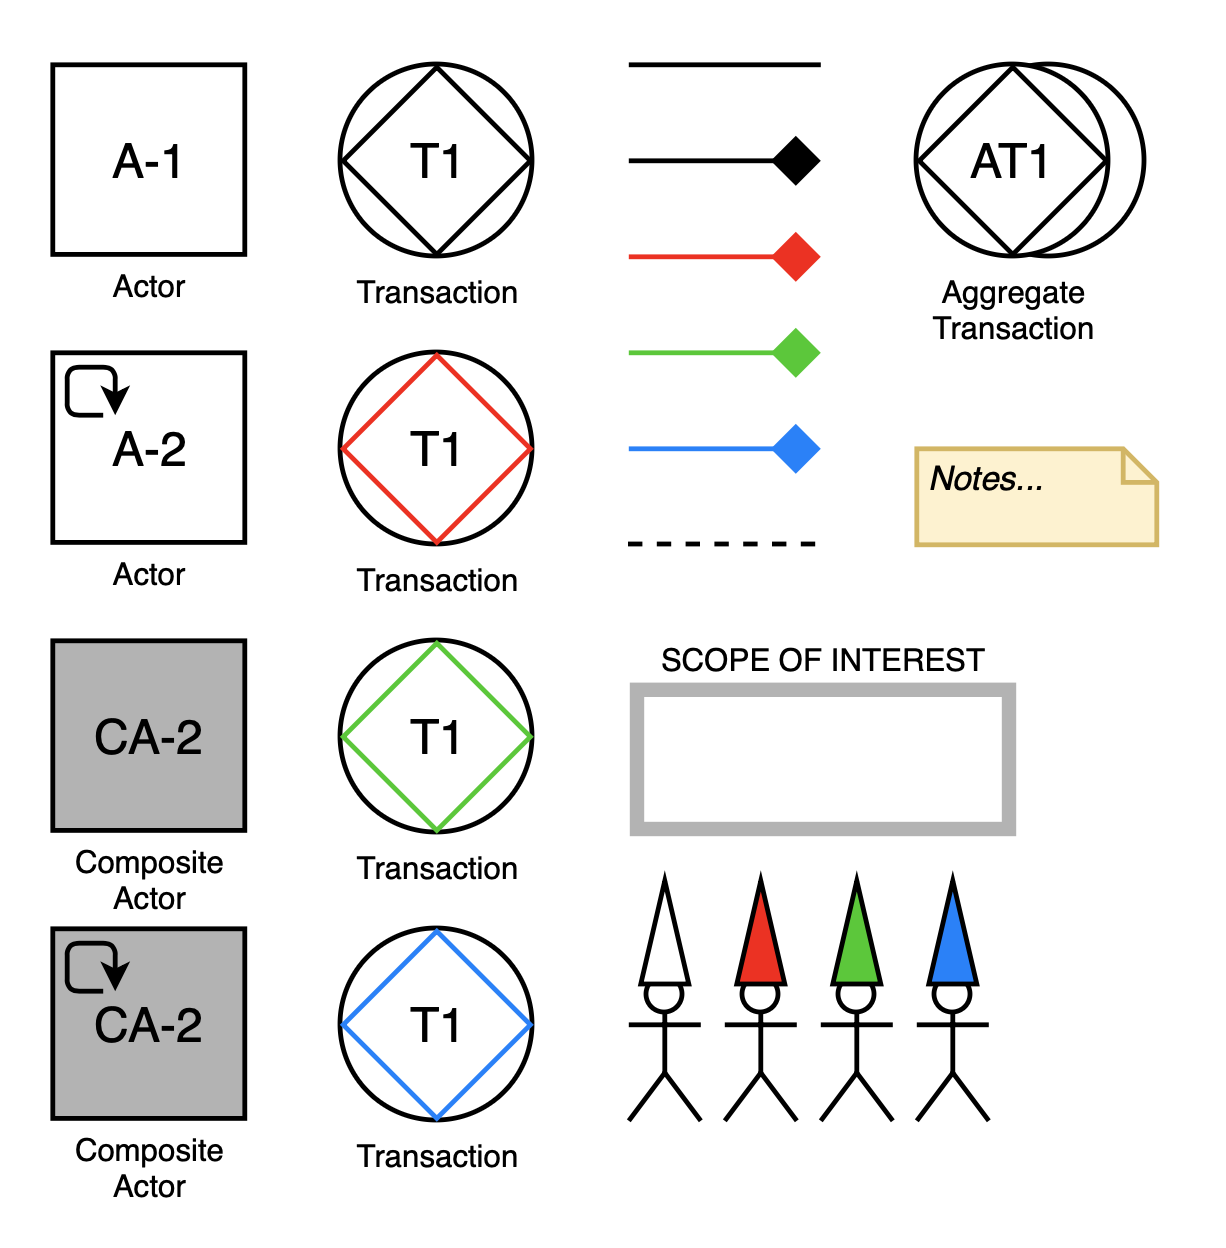 A-1
Actor
T1
Transaction
AT1
Aggregate
Transaction
A-2
Actor
T1
Transaction
Notes...
CA-2
Composite
Actor
T1
Transaction
SCOPE OF INTEREST
CA-2
Composite
Actor
T1
Transaction